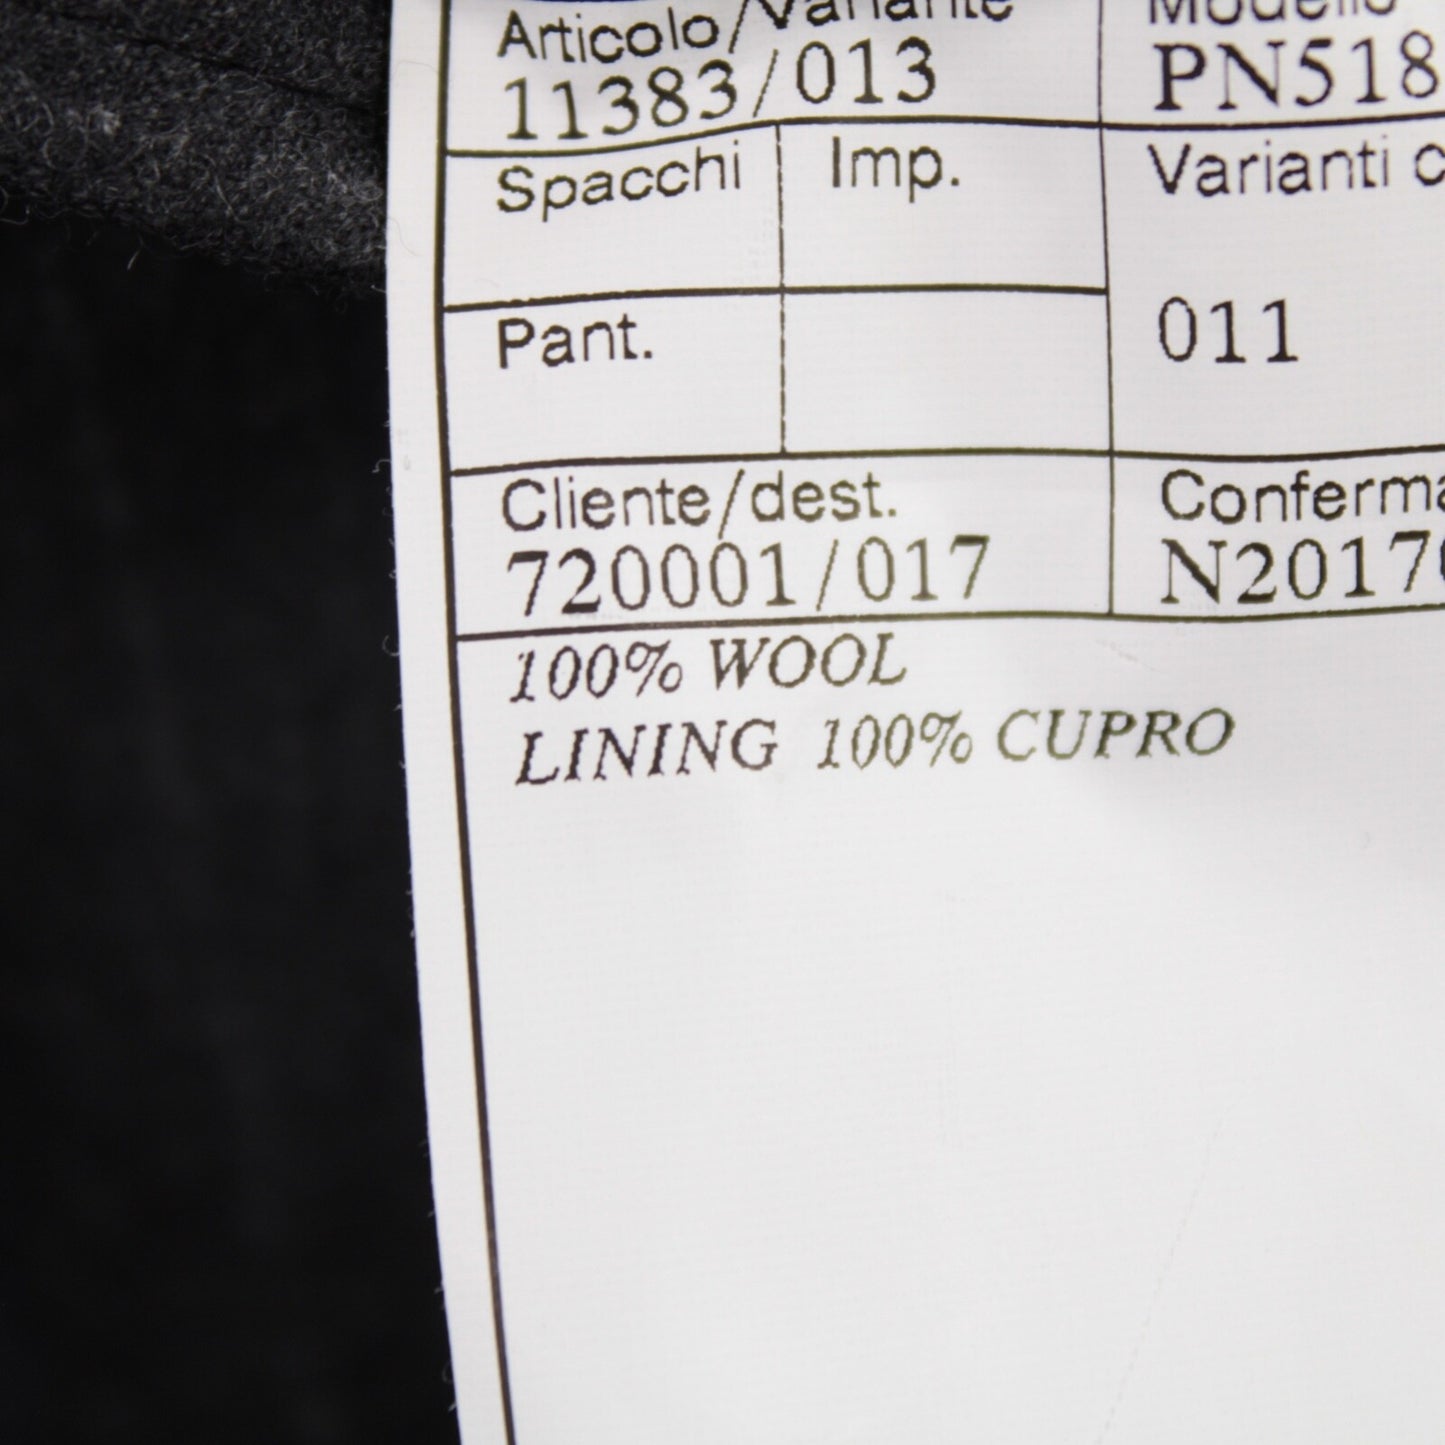 Articolo/Variante Modello
11383/013 PN518
Spacchi Imp. Varianti c
Pant. 011
Cliente/dest. Conferma
720001/017 N2017
100% WOOL
LINING 100% CUPRO